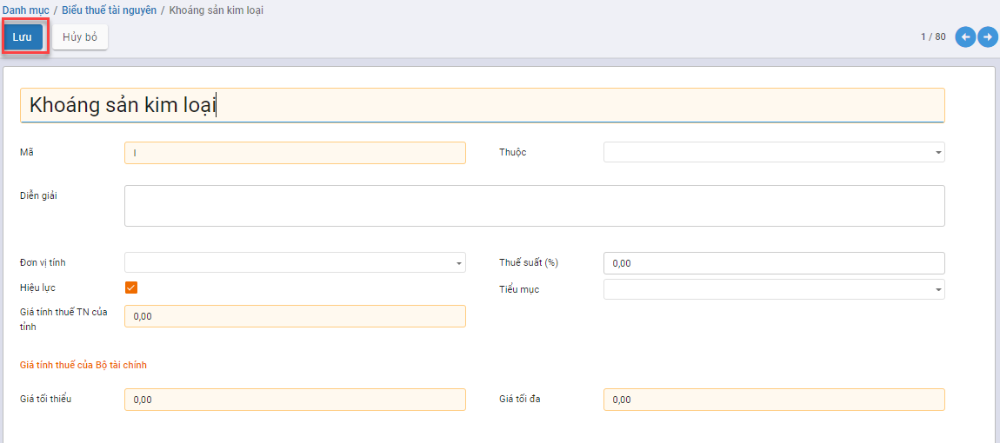 Danh mục / Biểu thuế tài nguyên / Khoáng sản kim loại
Lưu Hủy bỏ 1 / 80
Khoáng sản kim loại
Mã I Thuộc
Diễn giải
Đơn vị tính Thuế suất (%) 0,00
Hiệu lực Tiểu mục
Giá tính thuế TN của
tỉnh 0,00
Giá tính thuế của Bộ tài chính
Giá tối thiểu 0,00 Giá tối đa 0,00